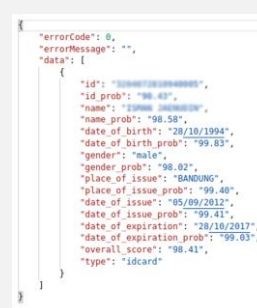 {
"errorCode": 0,
"errorMessage": "",
"data": [
{
"id": "
"id_prob": "98.43",
"name": "
"name_prob": "98.58",
"date_of_birth": "28/10/1994",
"date_of_birth_prob": "99.83",
"gender": "male",
"gender_prob": "98.02",
"place_of_issue": "BANDUNG",
"place_of_issue_prob": "99.40",
"date_of_issue": "05/09/2012",
"date_of_issue_prob": "99.41",
"date_of_expiration": "28/10/2017",
"date_of_expiration_prob": "99.03",
"overall_score": "98.41",
"type": "idcard"
}
]
}